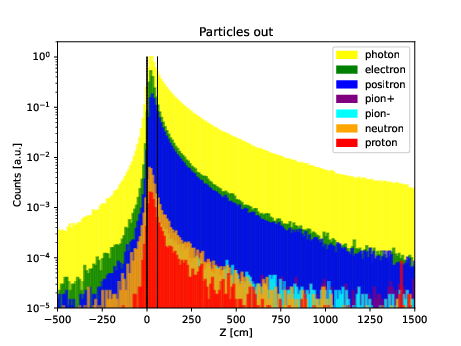 Particles out
Counts [a.u.]
10⁰
10⁻¹
10⁻²
10⁻³
10⁻⁴
10⁻⁵
photon
electron
positron
pion+
pion-
neutron
proton
−500 −250 0 250 500 750 1000 1250 1500
Z [cm]